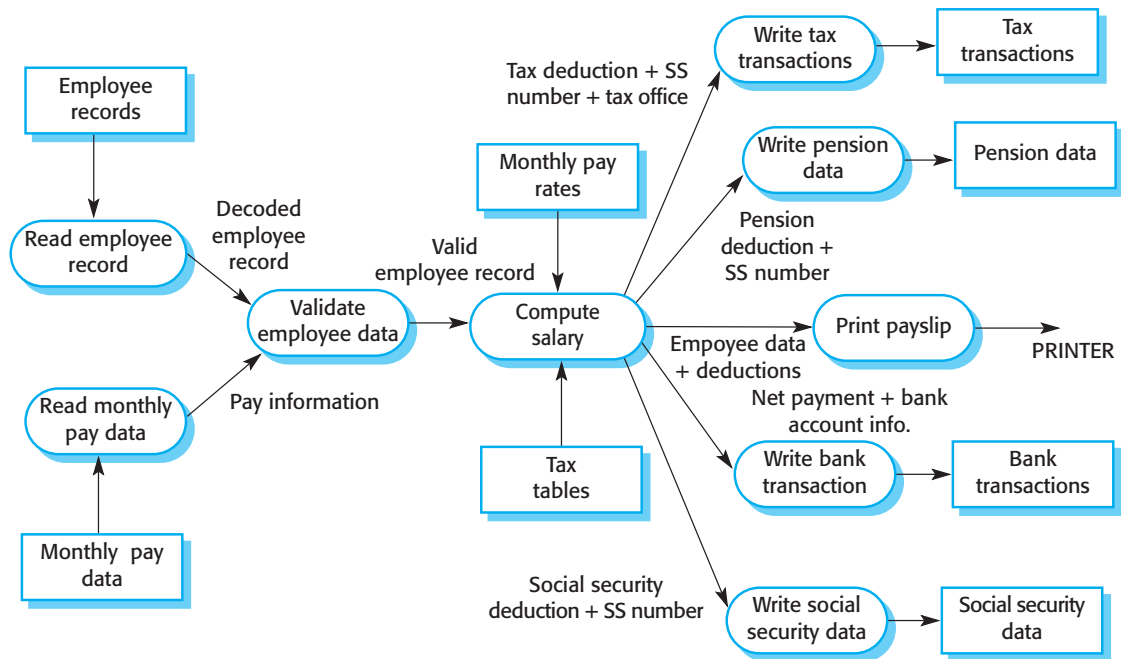 Employee
records
Read employee
record
Decoded
employee
record
Validate
employee data
Read monthly
pay data
Pay information
Monthly pay
data
Valid
employee record
Monthly pay
rates
Compute
salary
Tax
tables
Tax deduction + SS
number + tax office
Write tax
transactions
Tax
transactions
Write pension
data
Pension data
Pension
deduction +
SS number
Empoyee data
+ deductions
Print payslip
PRINTER
Net payment + bank
account info.
Write bank
transaction
Bank
transactions
Social security
deduction + SS number
Write social
security data
Social security
data